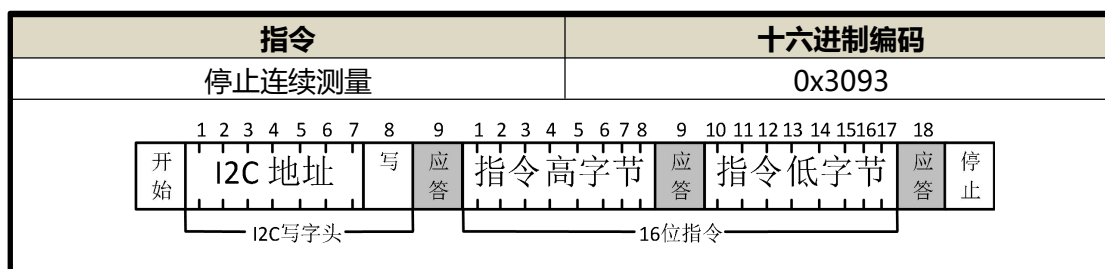 指令 十六进制编码
停止连续测量 0x3093
1 2 3 4 5 6 7 8 9 1 2 3 4 5 6 7 8 9 10 11 12 13 14 15 16 17 18
开始 I2C 地址 写 应答 指令高字节 应答 指令低字节 应答 停止
I2C写字头 16位指令